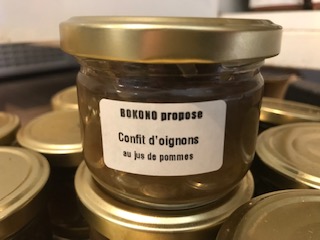 BOKONO propose
Confit d'oignons
au jus de pommes